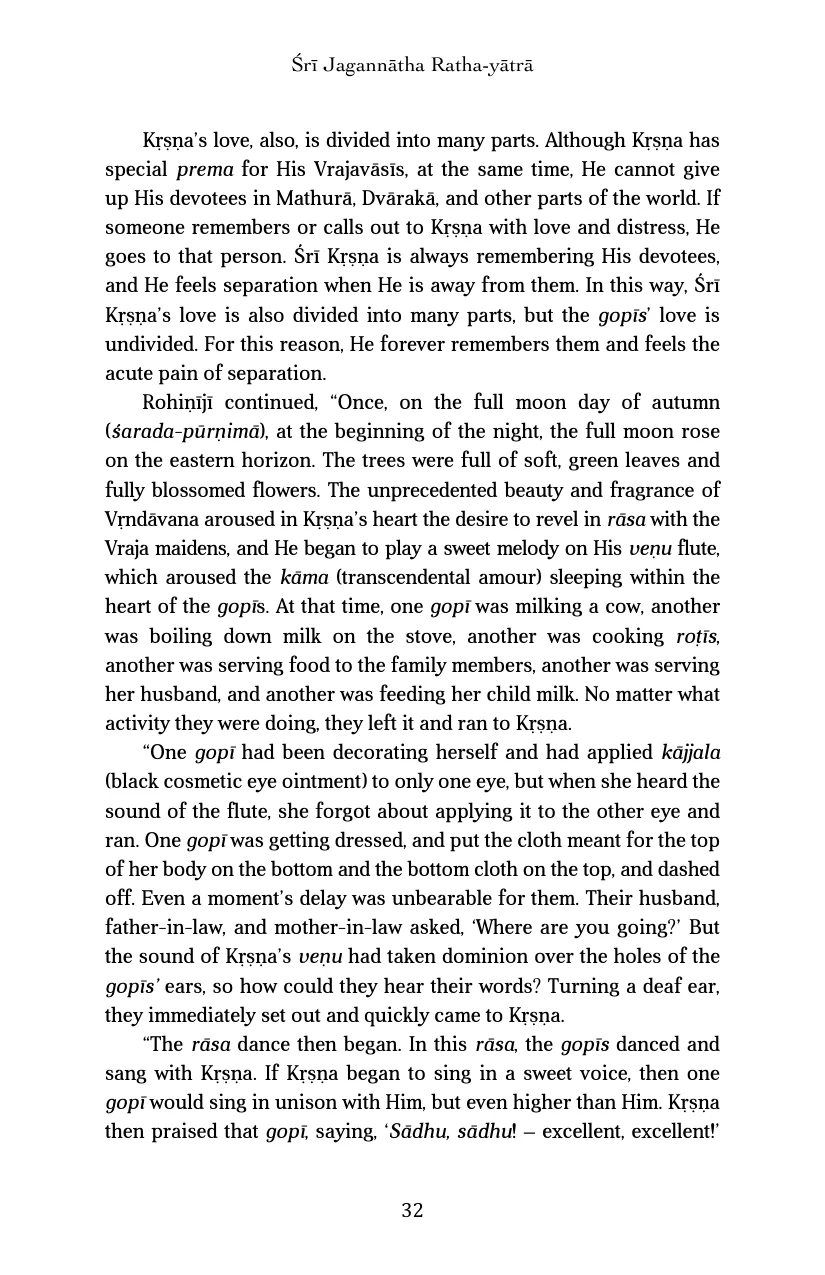 Śrī Jagannātha Ratha-yātrā
Kṛṣṇa’s love, also, is divided into many parts. Although Kṛṣṇa has
special prema for His Vrajavāsīs, at the same time, He cannot give
up His devotees in Mathurā, Dvārakā, and other parts of the world. If
someone remembers or calls out to Kṛṣṇa with love and distress, He
goes to that person. Śrī Kṛṣṇa is always remembering His devotees,
and He feels separation when He is away from them. In this way, Śrī
Kṛṣṇa’s love is also divided into many parts, but the gopīs’ love is
undivided. For this reason, He forever remembers them and feels the
acute pain of separation.
Rohiṇījī continued, “Once, on the full moon day of autumn
(śarada-pūrṇimā), at the beginning of the night, the full moon rose
on the eastern horizon. The trees were full of soft, green leaves and
fully blossomed flowers. The unprecedented beauty and fragrance of
Vṛndāvana aroused in Kṛṣṇa’s heart the desire to revel in rāsa with the
Vraja maidens, and He began to play a sweet melody on His veṇu flute,
which aroused the kāma (transcendental amour) sleeping within the
heart of the gopīs. At that time, one gopī was milking a cow, another
was boiling down milk on the stove, another was cooking roṭīs,
another was serving food to the family members, another was serving
her husband, and another was feeding her child milk. No matter what
activity they were doing, they left it and ran to Kṛṣṇa.
“One gopī had been decorating herself and had applied kājjala
(black cosmetic eye ointment) to only one eye, but when she heard the
sound of the flute, she forgot about applying it to the other eye and
ran. One gopī was getting dressed, and put the cloth meant for the top
of her body on the bottom and the bottom cloth on the top, and dashed
off. Even a moment’s delay was unbearable for them. Their husband,
father-in-law, and mother-in-law asked, ‘Where are you going?’ But
the sound of Kṛṣṇa’s veṇu had taken dominion over the holes of the
gopīs’ ears, so how could they hear their words? Turning a deaf ear,
they immediately set out and quickly came to Kṛṣṇa.
“The rāsa dance then began. In this rāsa, the gopīs danced and
sang with Kṛṣṇa. If Kṛṣṇa began to sing in a sweet voice, then one
gopī would sing in unison with Him, but even higher than Him. Kṛṣṇa
then praised that gopī, saying, ‘Sādhu, sādhu! – excellent, excellent!’
32